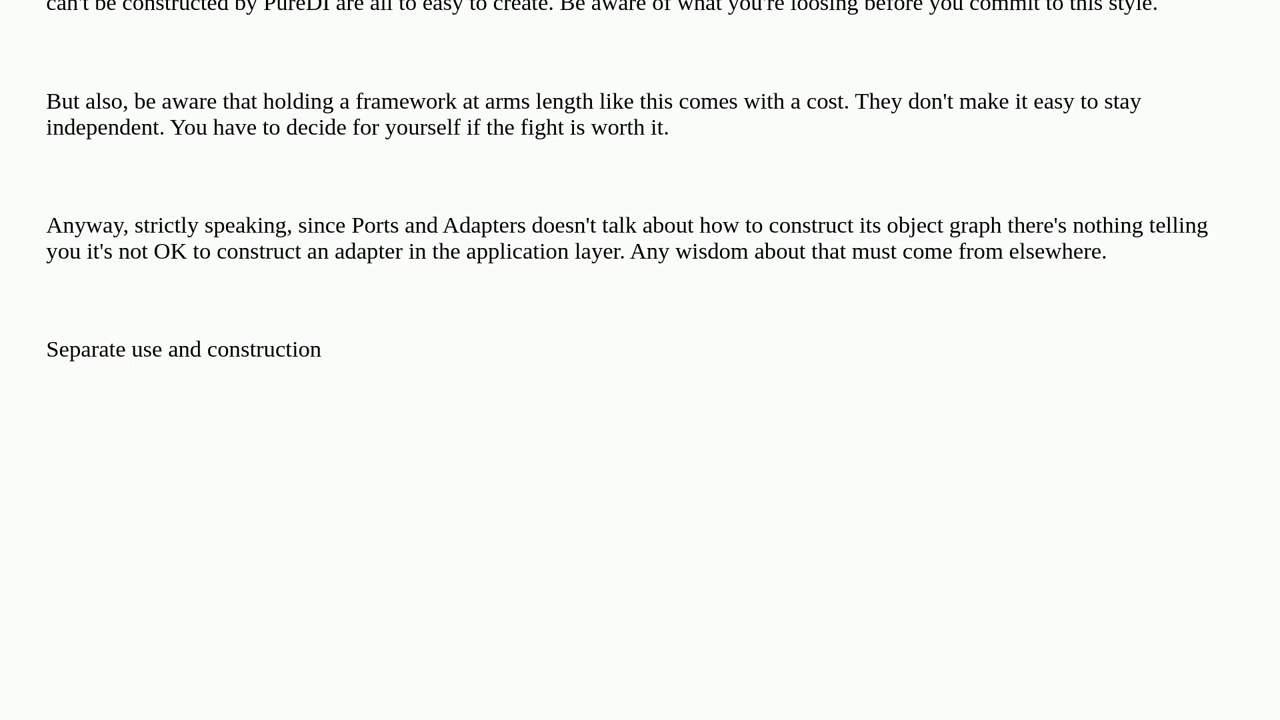 can't be constructed by PureDI are all to easy to create. Be aware of what you're loosing before you commit to this style.
But also, be aware that holding a framework at arms length like this comes with a cost. They don't make it easy to stay
independent. You have to decide for yourself if the fight is worth it.
Anyway, strictly speaking, since Ports and Adapters doesn't talk about how to construct its object graph there's nothing telling
you it's not OK to construct an adapter in the application layer. Any wisdom about that must come from elsewhere.
Separate use and construction